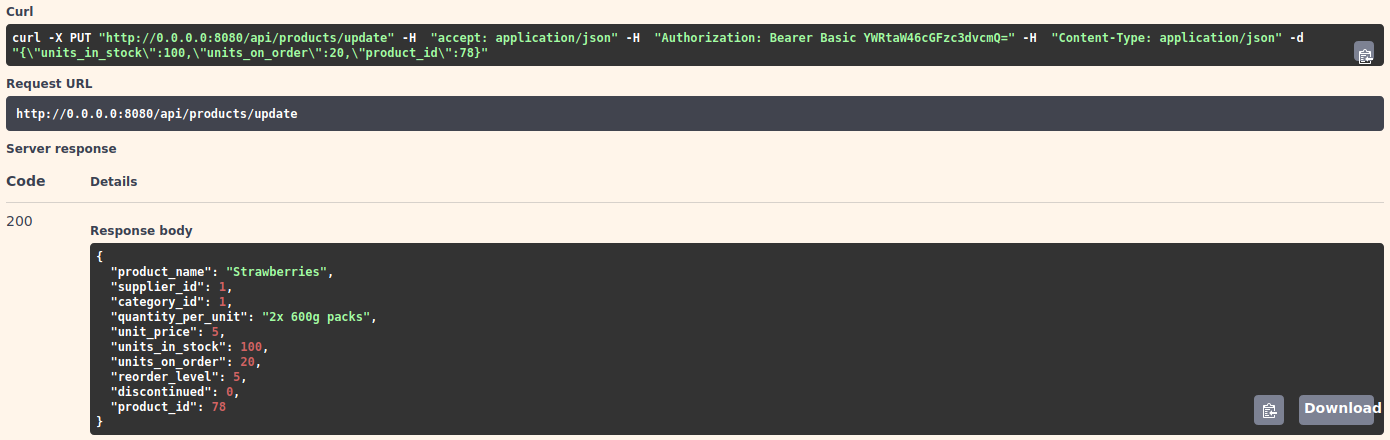 Curl
curl -X PUT "http://0.0.0.0:8080/api/products/update" -H  "accept: application/json" -H  "Authorization: Bearer Basic YWRtaW46cGFzc3dvcmQ=" -H  "Content-Type: application/json" -d
"{\"units_in_stock\":100,\"units_on_order\":20,\"product_id\":78}"
Request URL
http://0.0.0.0:8080/api/products/update
Server response
Code Details
200
Response body
{
  "product_name": "Strawberries",
  "supplier_id": 1,
  "category_id": 1,
  "quantity_per_unit": "2x 600g packs",
  "unit_price": 5,
  "units_in_stock": 100,
  "units_on_order": 20,
  "reorder_level": 5,
  "discontinued": 0,
  "product_id": 78
}
Download